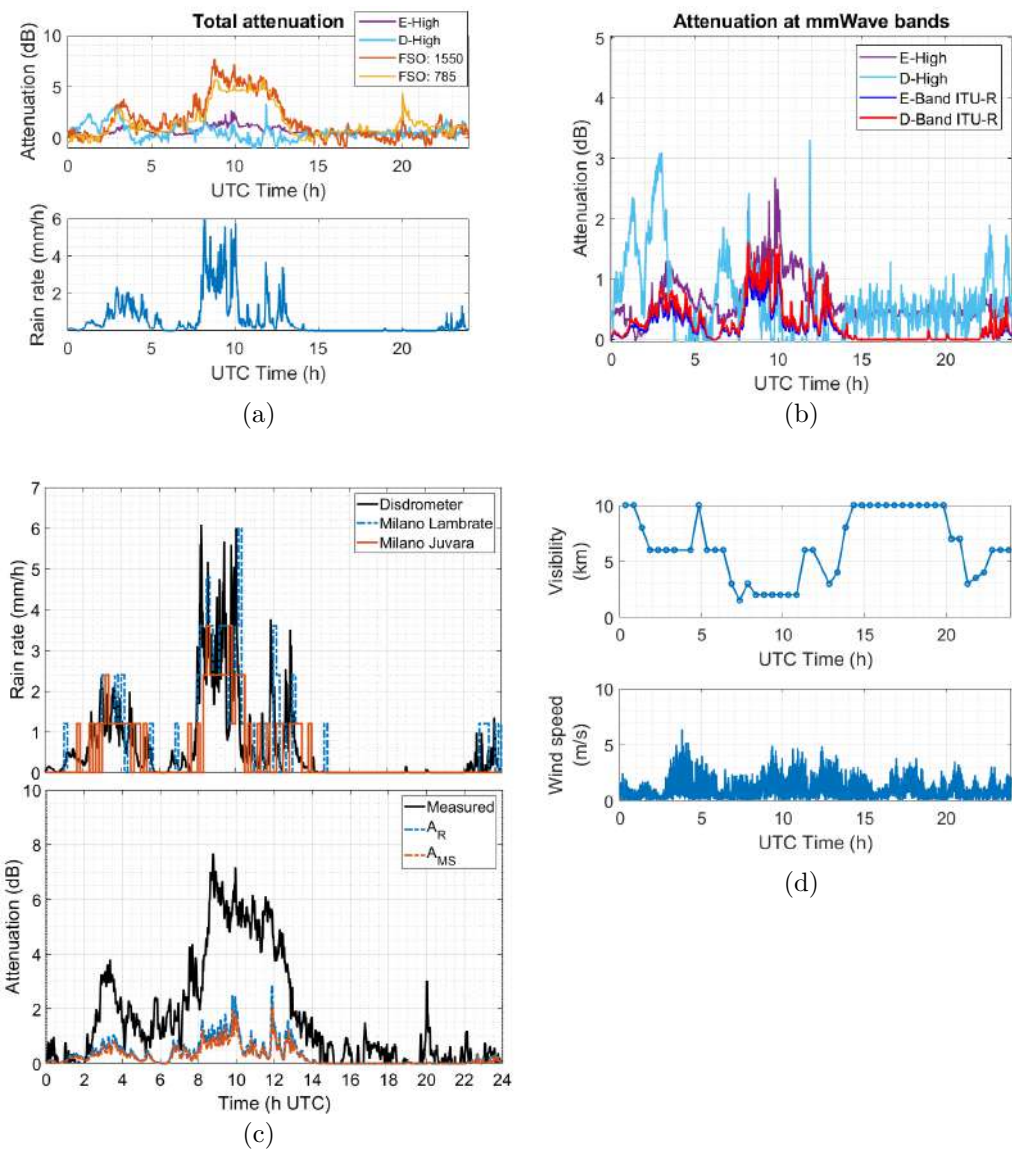 Total attenuation
E-High
D-High
FSO: 1550
FSO: 785
Attenuation (dB)
10
5
0
0 5 10 15 20
UTC Time (h)
Rain rate (mm/h)
6
4
2
0 5 10 15 20
UTC Time (h)
(a)
Attenuation at mmWave bands
E-High
D-High
E-Band ITU-R
D-Band ITU-R
Attenuation (dB)
5
4
3
2
1
0
0 5 10 15 20
UTC Time (h)
(b)
Disdrometer
Milano Lambrate
Milano Juvara
Rain rate (mm/h)
7
6
5
4
3
2
1
0
Measured
A_R
A_MS
Attenuation (dB)
10
8
6
4
2
0
0 2 4 6 8 10 12 14 16 18 20 22 24
Time (h UTC)
(c)
Visibility
(km)
10
5
0
0 5 10 15 20
UTC Time (h)
Wind speed
(m/s)
10
5
0
0 5 10 15 20
UTC Time (h)
(d)